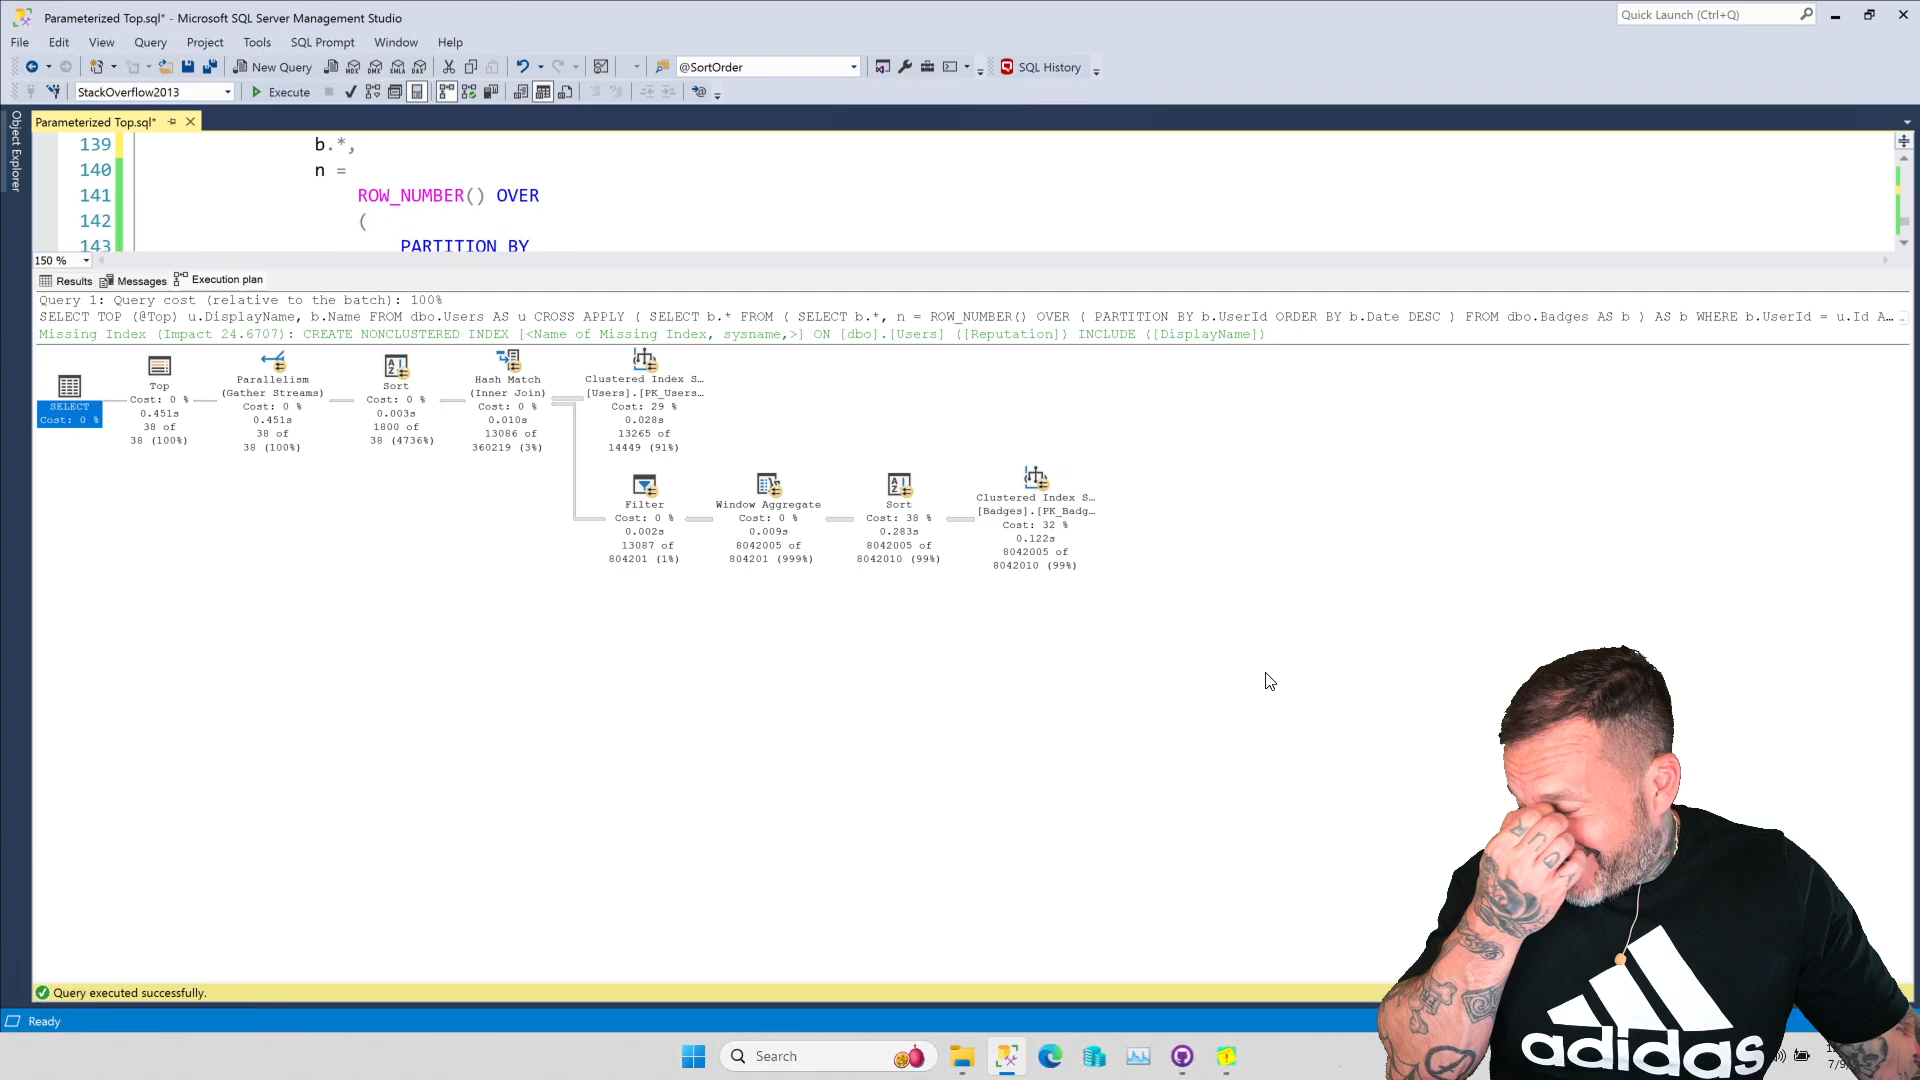 Parameterized Top.sql* - Microsoft SQL Server Management Studio
Quick Launch (Ctrl+Q)
File Edit View Query Project Tools SQL Prompt Window Help
New Query
@SortOrder
SQL History
StackOverflow2013
Execute
Object Explorer
Parameterized Top.sql*
139 b.*,
140 n =
141 ROW_NUMBER() OVER
142 (
143 PARTITION BY
150 %
Results Messages Execution plan
Query 1: Query cost (relative to the batch): 100%
SELECT TOP (@Top) u.DisplayName, b.Name FROM dbo.Users AS u CROSS APPLY ( SELECT b.* FROM ( SELECT b.*, n = ROW_NUMBER() OVER ( PARTITION BY b.UserId ORDER BY b.Date DESC ) FROM dbo.Badges AS b ) AS b WHERE b.UserId = u.Id A...
Missing Index (Impact 24.6707): CREATE NONCLUSTERED INDEX [<Name of Missing Index, sysname,>] ON [dbo].[Users] ([Reputation]) INCLUDE ([DisplayName])
SELECT
Cost: 0 %
Top
Cost: 0 %
0.451s
38 of
38 (100%)
Parallelism
(Gather Streams)
Cost: 0 %
0.451s
38 of
38 (100%)
Sort
Cost: 0 %
0.003s
1800 of
38 (4736%)
Hash Match
(Inner Join)
Cost: 0 %
0.010s
13086 of
360219 (3%)
Clustered Index S...
[Users].[PK_Users...
Cost: 29 %
0.028s
13265 of
14449 (91%)
Filter
Cost: 0 %
0.002s
13087 of
804201 (1%)
Window Aggregate
Cost: 0 %
0.009s
8042005 of
804201 (999%)
Sort
Cost: 38 %
0.283s
8042005 of
8042010 (99%)
Clustered Index S...
[Badges].[PK_Badg...
Cost: 32 %
0.122s
8042005 of
8042010 (99%)
Query executed successfully.
Ready
Search
adidas
7/9/